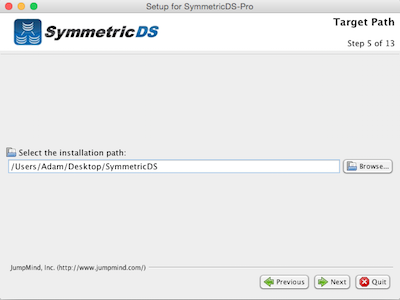 Setup for SymmetricDS-Pro
SymmetricDS
Target Path
Step 5 of 13
Select the installation path:
/Users/Adam/Desktop/SymmetricDS
Browse...
JumpMind, Inc. (http://www.jumpmind.com/)
Previous
Next
Quit